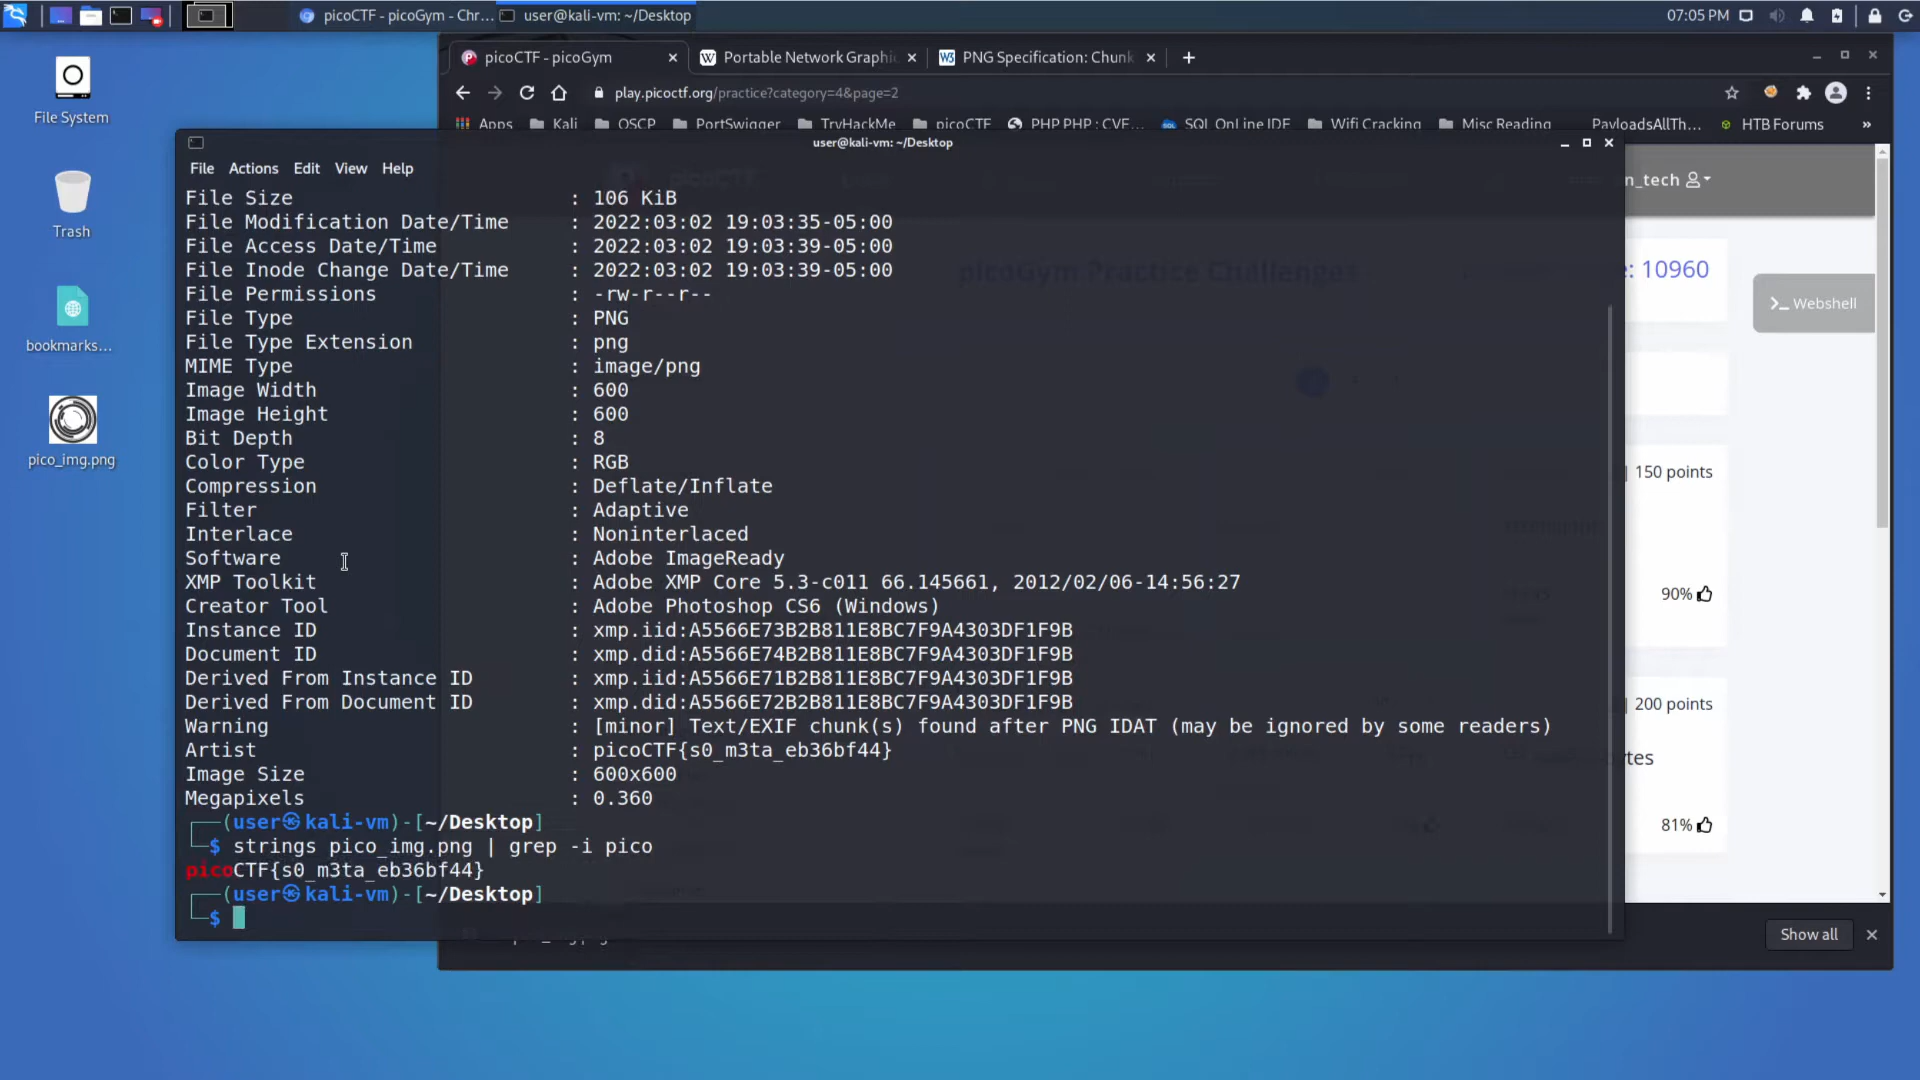 picoCTF - picoGym - Chr...
user@kali-vm: ~/Desktop
07:05 PM
File System
Trash
bookmarks...
pico_img.png
picoCTF - picoGym
Portable Network Graphi
PNG Specification: Chunk
play.picoctf.org/practice?category=4&page=2
Apps Kali OSCP PortSwigger TryHackMe picoCTF PHP PHP : CVE... SQL OnLine IDE Wifi Cracking Misc Reading PayloadsAllTh... HTB Forums »
user@kali-vm: ~/Desktop
File Actions Edit View Help
File Size : 106 KiB
File Modification Date/Time : 2022:03:02 19:03:35-05:00
File Access Date/Time : 2022:03:02 19:03:39-05:00
File Inode Change Date/Time : 2022:03:02 19:03:39-05:00
File Permissions : -rw-r--r--
File Type : PNG
File Type Extension : png
MIME Type : image/png
Image Width : 600
Image Height : 600
Bit Depth : 8
Color Type : RGB
Compression : Deflate/Inflate
Filter : Adaptive
Interlace : Noninterlaced
Software : Adobe ImageReady
XMP Toolkit : Adobe XMP Core 5.3-c011 66.145661, 2012/02/06-14:56:27
Creator Tool : Adobe Photoshop CS6 (Windows)
Instance ID : xmp.iid:A5566E73B2B811E8BC7F9A4303DF1F9B
Document ID : xmp.did:A5566E74B2B811E8BC7F9A4303DF1F9B
Derived From Instance ID : xmp.iid:A5566E71B2B811E8BC7F9A4303DF1F9B
Derived From Document ID : xmp.did:A5566E72B2B811E8BC7F9A4303DF1F9B
Warning : [minor] Text/EXIF chunk(s) found after PNG IDAT (may be ignored by some readers)
Artist : picoCTF{s0_m3ta_eb36bf44}
Image Size : 600x600
Megapixels : 0.360
(user㉿kali-vm)-[~/Desktop]
$ strings pico_img.png | grep -i pico
picoCTF{s0_m3ta_eb36bf44}
(user㉿kali-vm)-[~/Desktop]
$
picoGym Practice Challenges
n_tech
: 10960
>_ Webshell
| 150 points
90%
| 200 points
ytes
81%
Show all